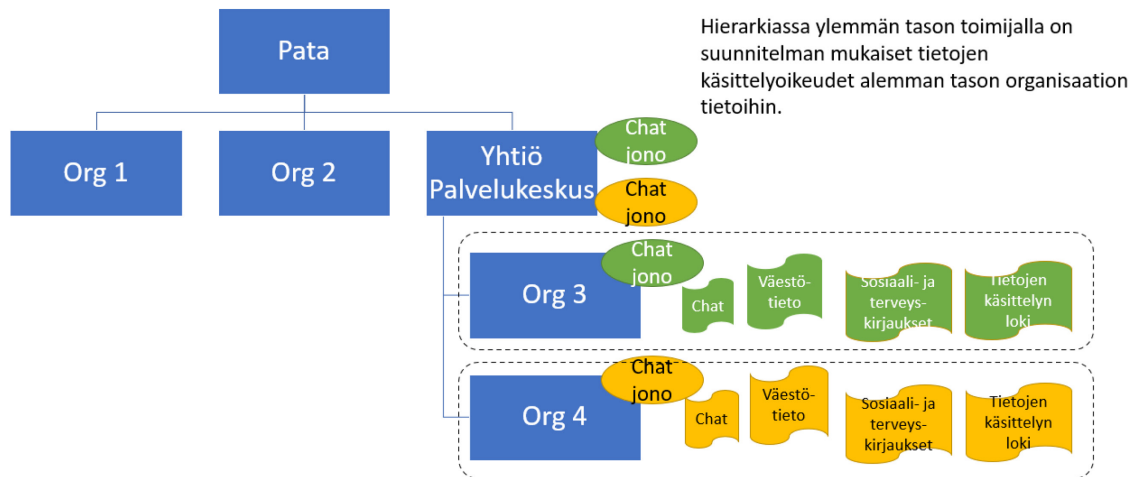 Pata
Hierarkiassa ylemmän tason toimijalla on
suunnitelman mukaiset tietojen
käsittelyoikeudet alemman tason organisaation
tietoihin.
Org 1
Org 2
Yhtiö
Palvelukeskus
Chat
jono
Chat
jono
Org 3
Chat
jono
Chat
Väestö-
tieto
Sosiaali- ja
terveys-
kirjaukset
Tietojen
käsittelyn
loki
Org 4
Chat
jono
Chat
Väestö-
tieto
Sosiaali- ja
terveys-
kirjaukset
Tietojen
käsittelyn
loki